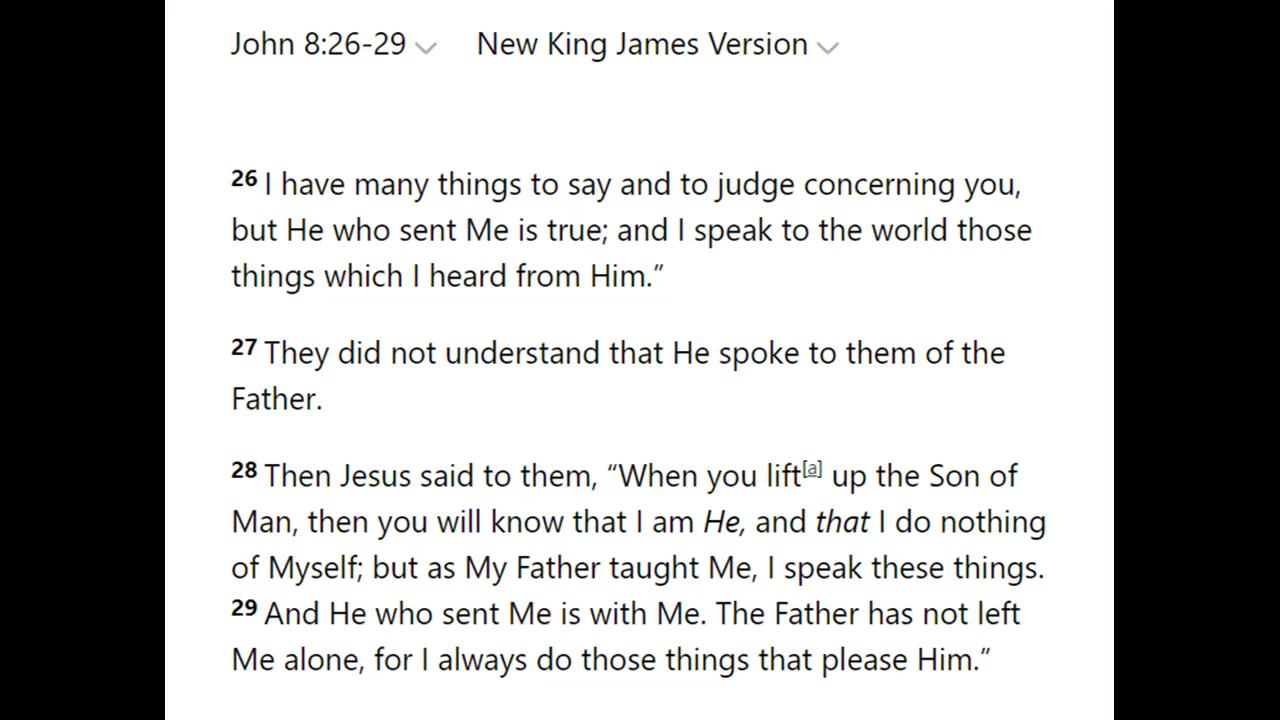 John 8:26-29 New King James Version
26 I have many things to say and to judge concerning you,
but He who sent Me is true; and I speak to the world those
things which I heard from Him.”
27 They did not understand that He spoke to them of the
Father.
28 Then Jesus said to them, “When you lift[a] up the Son of
Man, then you will know that I am He, and that I do nothing
of Myself; but as My Father taught Me, I speak these things.
29 And He who sent Me is with Me. The Father has not left
Me alone, for I always do those things that please Him.”